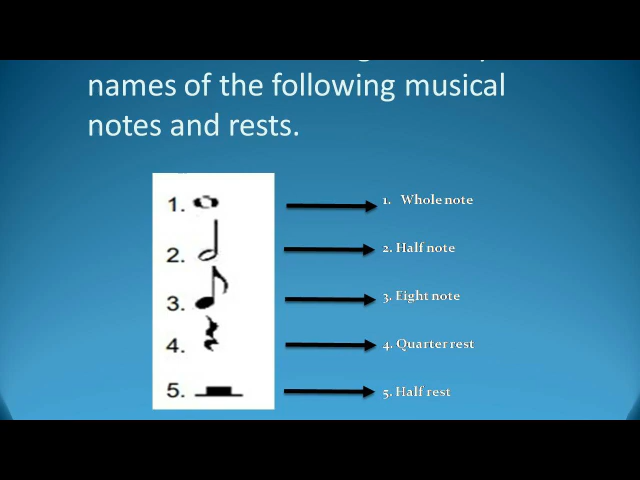 names of the following musical
notes and rests.
1.
1. Whole note
2.
2. Half note
3.
3. Eight note
4.
4. Quarter rest
5.
5. Half rest